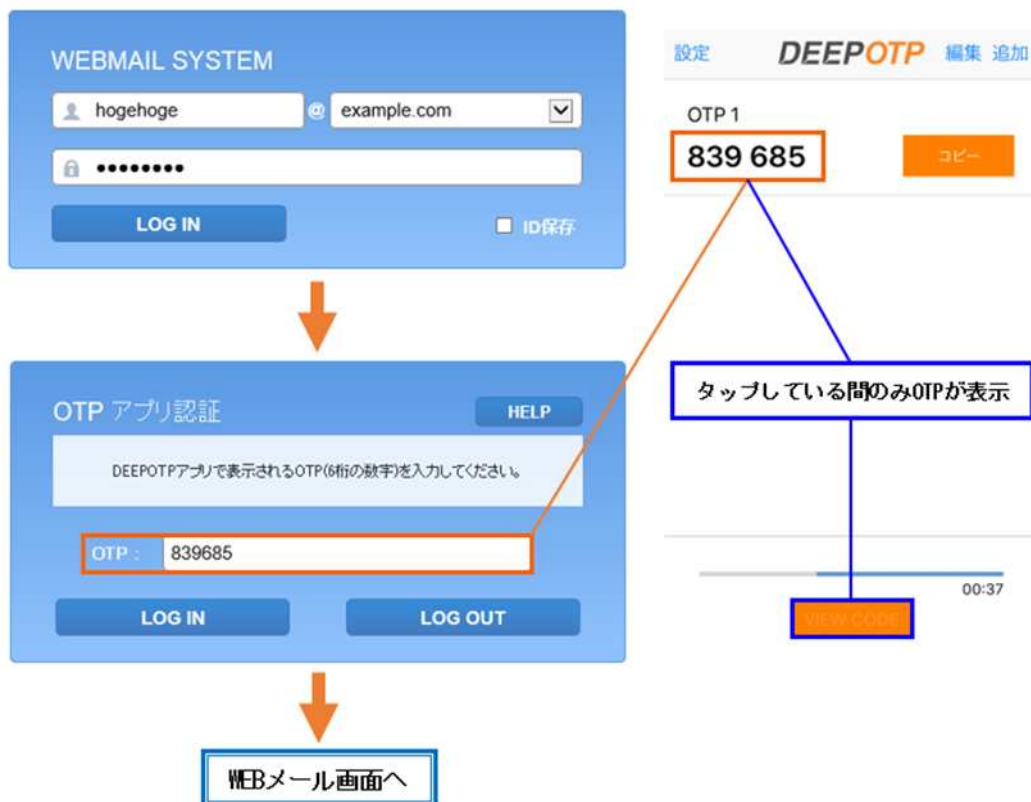 WEBMAIL SYSTEM
hogehoge @ example.com
••••••••
LOG IN
ID保存
OTP アプリ認証
HELP
DEEPOTPアプリで表示されるOTP(6桁の数字)を入力してください。
OTP : 839685
LOG IN LOG OUT
WEBメール画面へ
設定 DEEPOTP 編集 追加
OTP 1
839 685 コピー
タップしている間のみOTPが表示
00:37
VIEW CODE